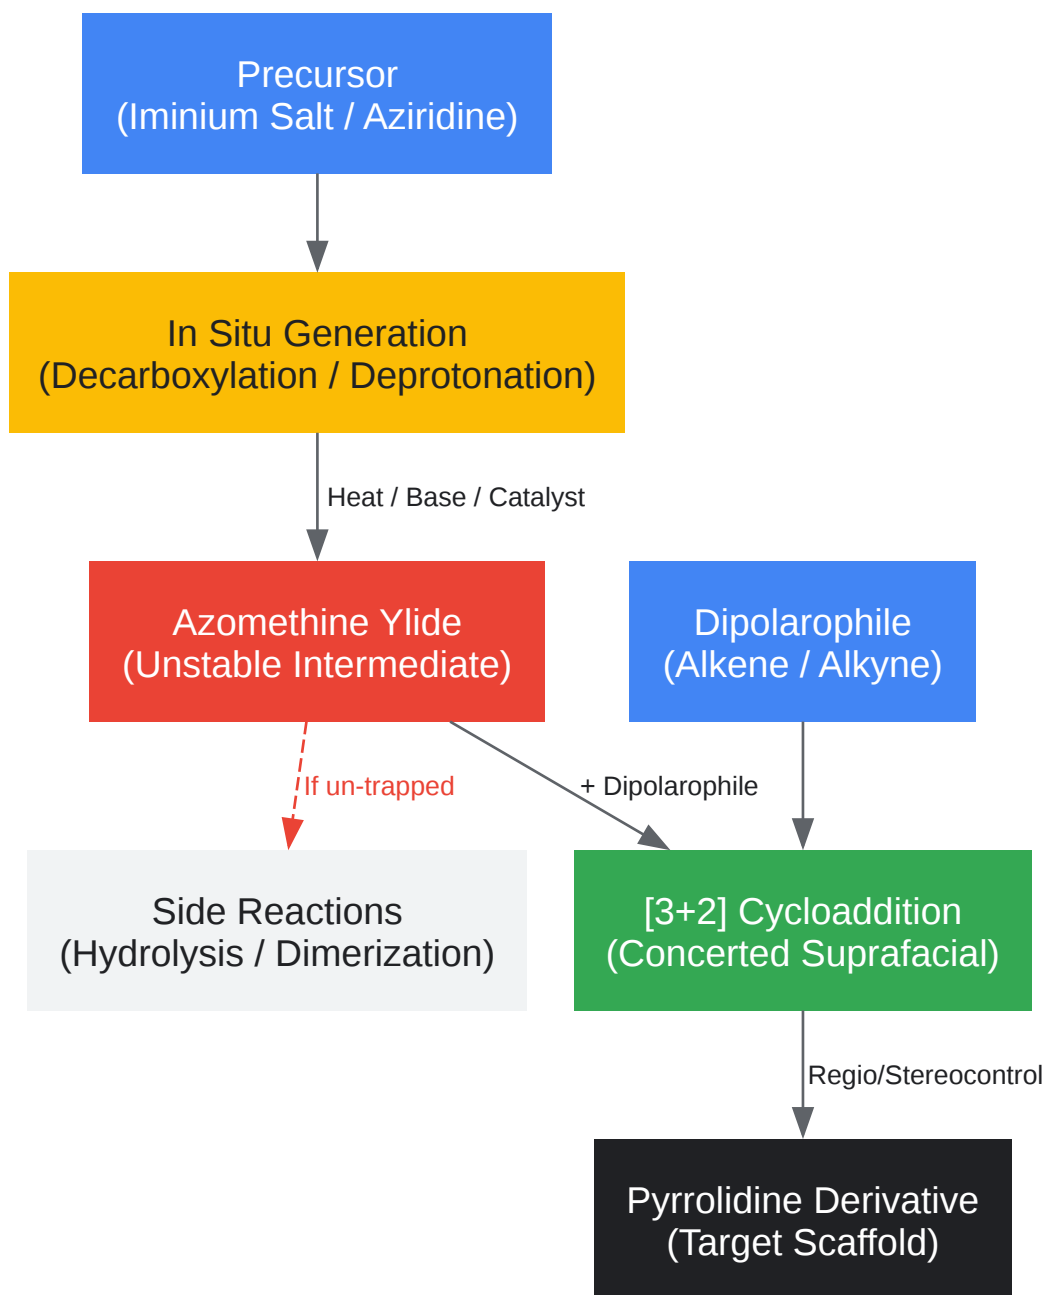 Precursor
(Iminium Salt / Aziridine)
In Situ Generation
(Decarboxylation / Deprotonation)
Heat / Base / Catalyst
Azomethine Ylide
(Unstable Intermediate)
Dipolarophile
(Alkene / Alkyne)
If un-trapped
+ Dipolarophile
Side Reactions
(Hydrolysis / Dimerization)
[3+2] Cycloaddition
(Concerted Suprafacial)
Regio/Stereocontrol
Pyrrolidine Derivative
(Target Scaffold)